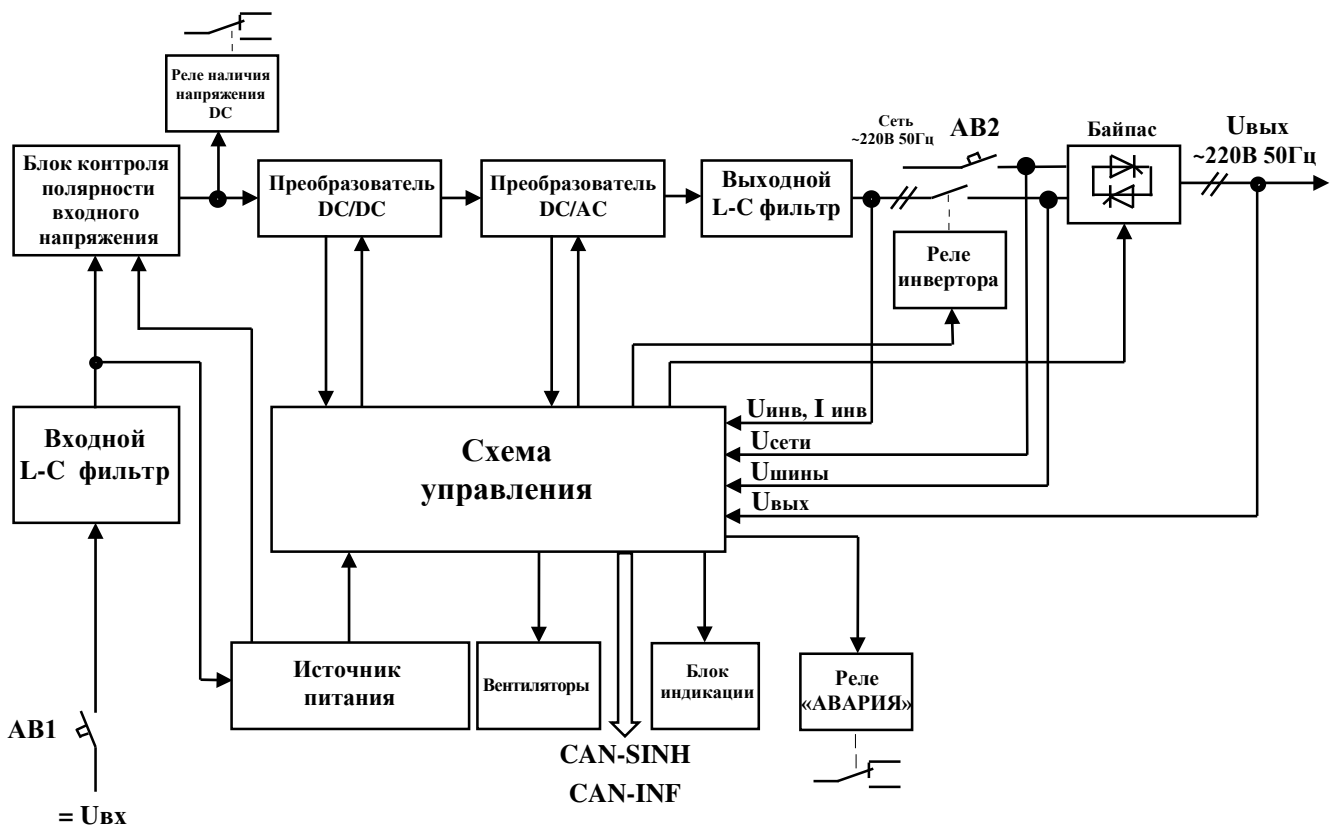 Реле наличия
напряжения
DC
Блок контроля
полярности
входного
напряжения
Преобразователь
DC/DC
Преобразователь
DC/AC
Выходной
L-C фильтр
Сеть
~220В 50Гц
АВ2
Байпас
Uвых
~220В 50Гц
Реле
инвертора
Входной
L-C фильтр
Схема
управления
Uинв, I инв
Uсети
Uшины
Uвых
Источник
питания
Вентиляторы
Блок
индикации
Реле
«АВАРИЯ»
АВ1
= Uвх
CAN-SINH
CAN-INF